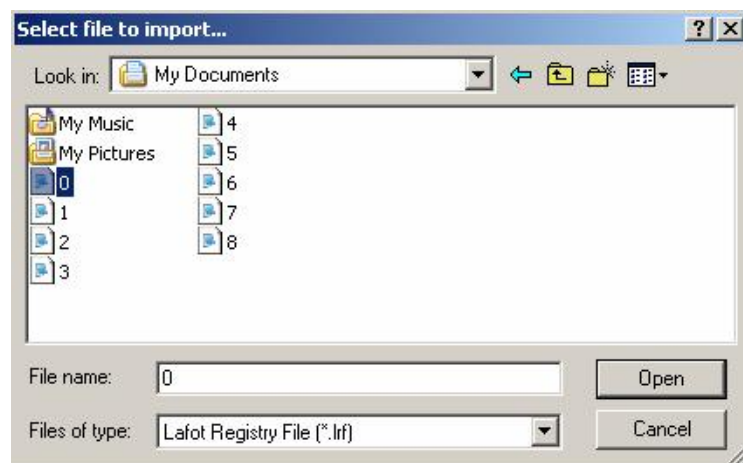 Select file to import...
Look in: My Documents
My Music
My Pictures
0
1
2
3
4
5
6
7
8
File name: 0
Open
Files of type: Lafot Registry File (*.lrf)
Cancel